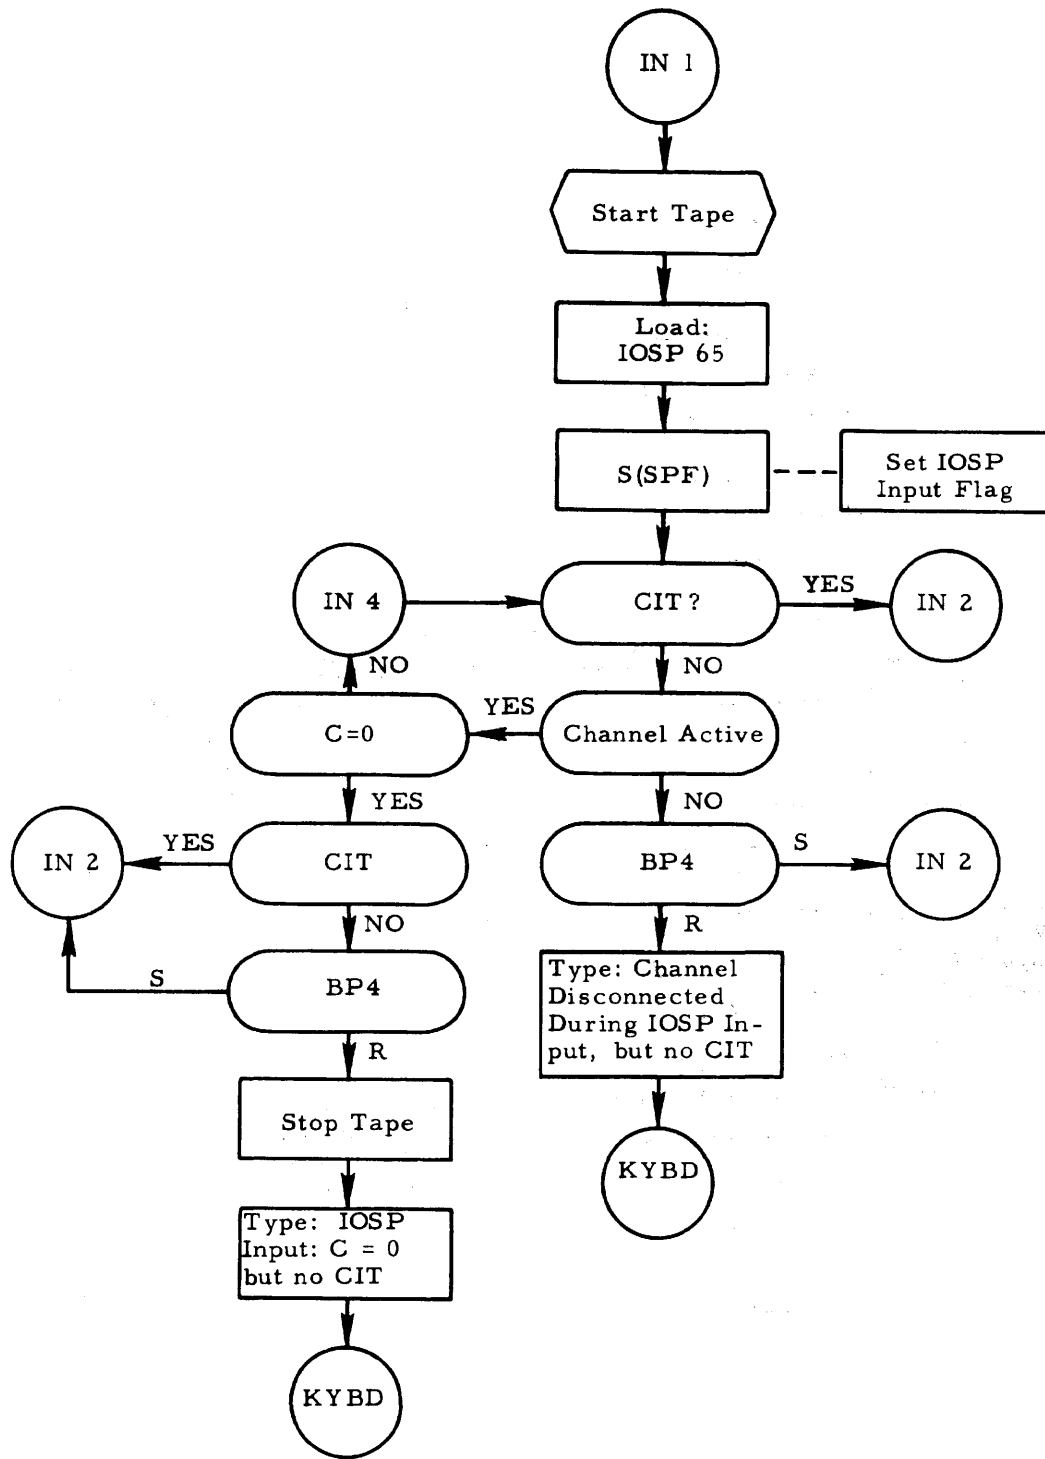 IN 1
Start Tape
Load:
IOSP 65
S(SPF)
Set IOSP
Input Flag
IN 4
CIT?
YES
IN 2
NO
NO
C=0
YES
Channel Active
YES
NO
IN 2
YES
CIT
BP4
S
IN 2
NO
R
S
BP4
Type: Channel
Disconnected
During IOSP In-
put, but no CIT
R
Stop Tape
KYBD
Type: IOSP
Input: C = 0
but no CIT
KYBD